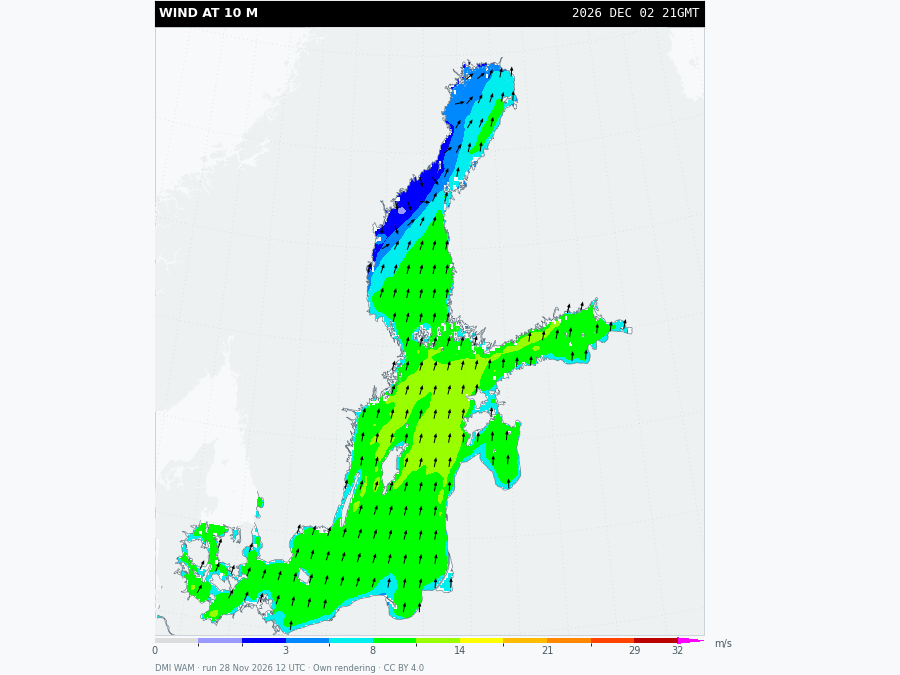 WIND AT 10 M 2026 DEC 02 21GMT
0 3 8 14 21 29 32 m/s
DMI WAM · run 28 Nov 2026 12 UTC · Own rendering · CC BY 4.0